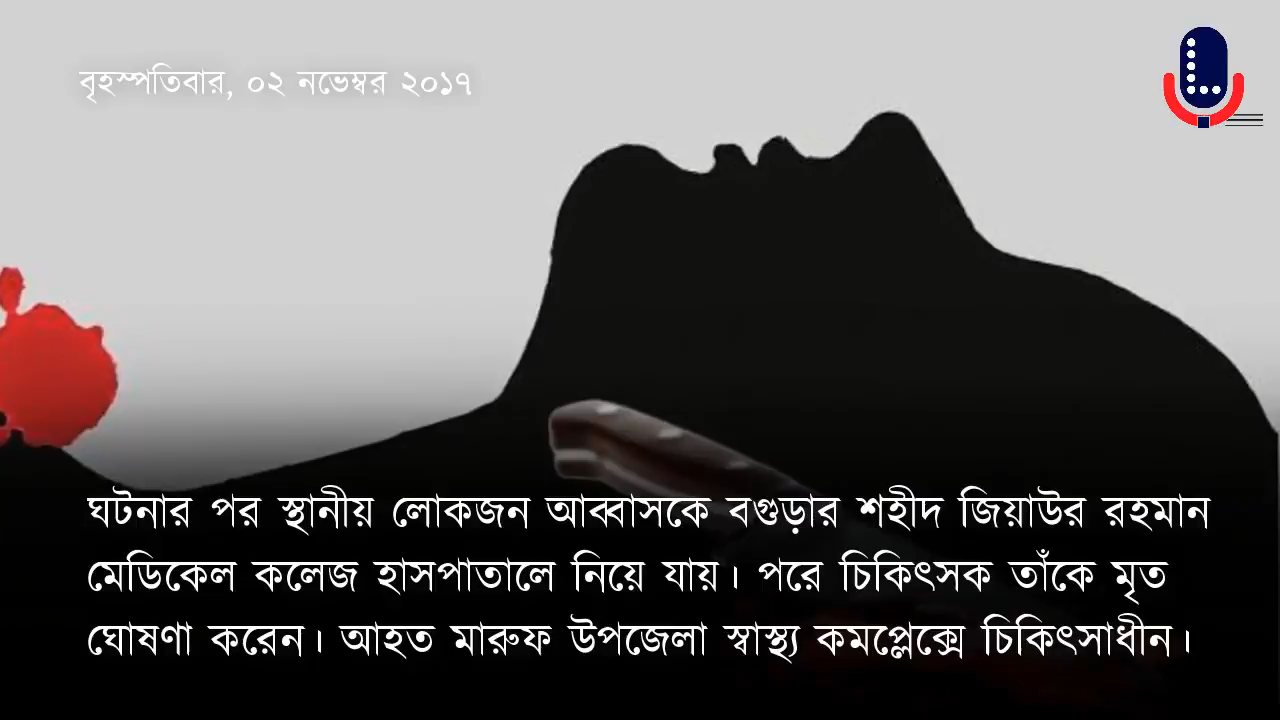 বৃহস্পতিবার, ০২ নভেম্বর ২০১৭
ঘটনার পর স্থানীয় লোকজন আব্বাসকে বগুড়ার শহীদ জিয়াউর রহমান
মেডিকেল কলেজ হাসপাতালে নিয়ে যায়। পরে চিকিৎসক তাঁকে মৃত
ঘোষণা করেন। আহত মারুফ উপজেলা স্বাস্থ্য কমপ্লেক্সে চিকিৎসাধীন।